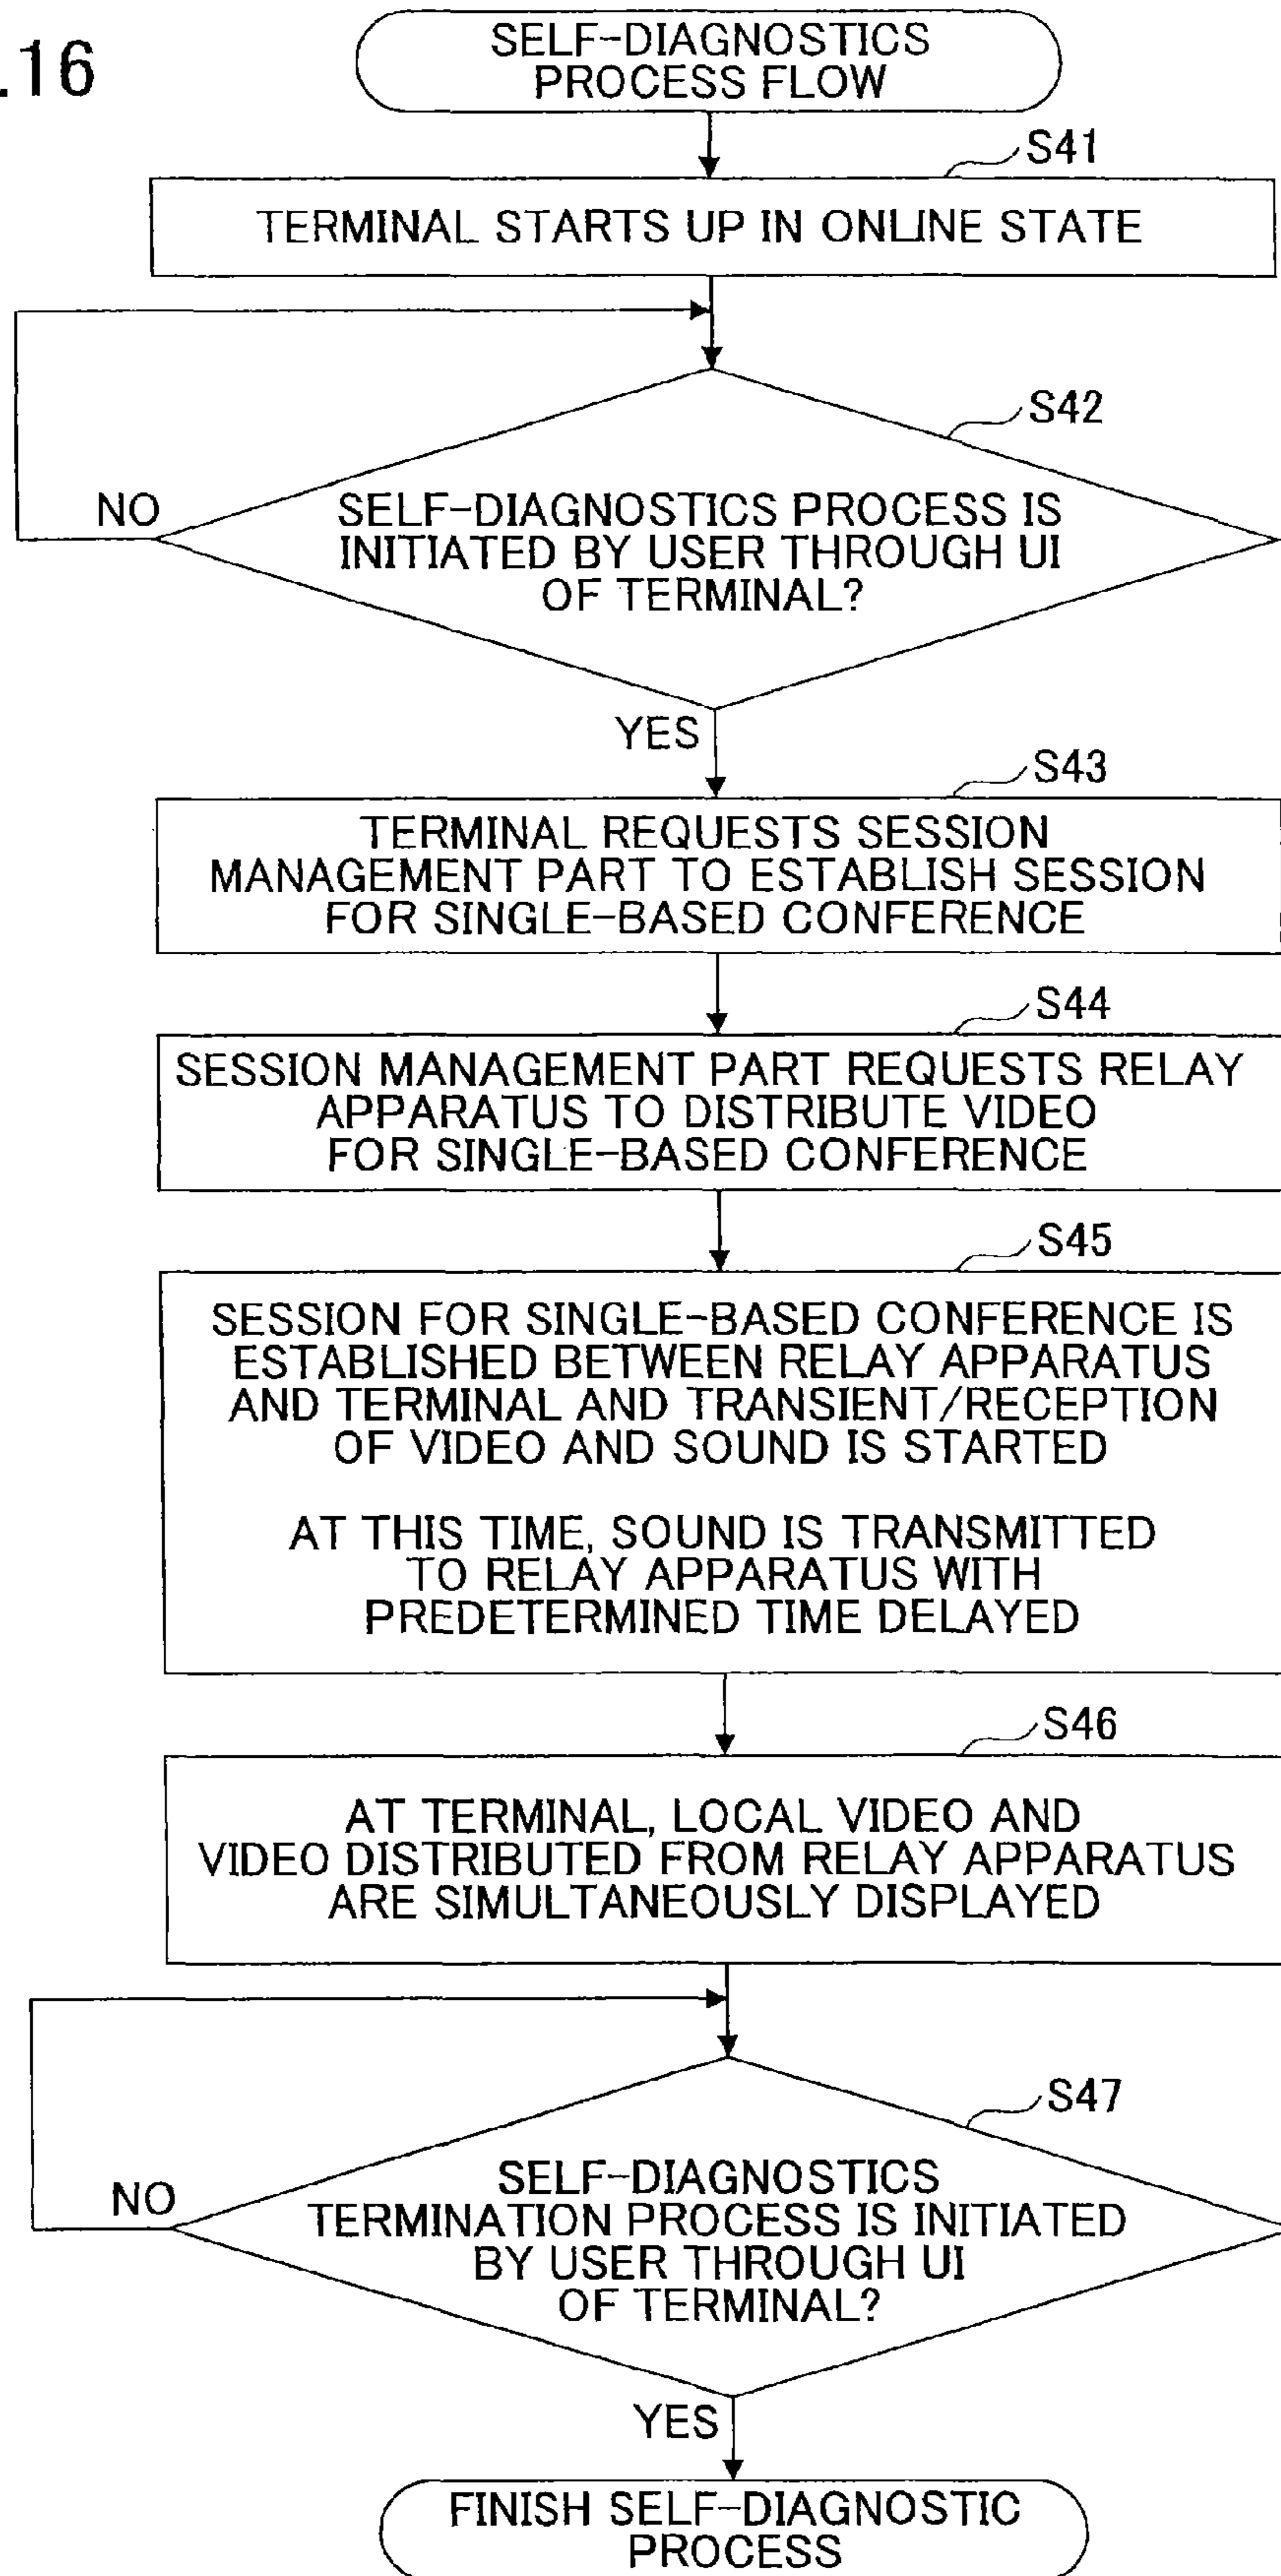 .16
SELF-DIAGNOSTICS
PROCESS FLOW
S41
TERMINAL STARTS UP IN ONLINE STATE
S42
NO
SELF-DIAGNOSTICS PROCESS IS
INITIATED BY USER THROUGH UI
OF TERMINAL?
YES
S43
TERMINAL REQUESTS SESSION
MANAGEMENT PART TO ESTABLISH SESSION
FOR SINGLE-BASED CONFERENCE
S44
SESSION MANAGEMENT PART REQUESTS RELAY
APPARATUS TO DISTRIBUTE VIDEO
FOR SINGLE-BASED CONFERENCE
S45
SESSION FOR SINGLE-BASED CONFERENCE IS
ESTABLISHED BETWEEN RELAY APPARATUS
AND TERMINAL AND TRANSIENT/RECEPTION
OF VIDEO AND SOUND IS STARTED
AT THIS TIME, SOUND IS TRANSMITTED
TO RELAY APPARATUS WITH
PREDETERMINED TIME DELAYED
S46
AT TERMINAL, LOCAL VIDEO AND
VIDEO DISTRIBUTED FROM RELAY APPARATUS
ARE SIMULTANEOUSLY DISPLAYED
S47
NO
SELF-DIAGNOSTICS
TERMINATION PROCESS IS INITIATED
BY USER THROUGH UI
OF TERMINAL?
YES
FINISH SELF-DIAGNOSTIC
PROCESS